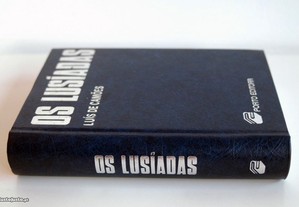 OS LUSÍADAS
LUÍS DE CAMÕES
PORTO EDITORA
OS LUSÍADAS